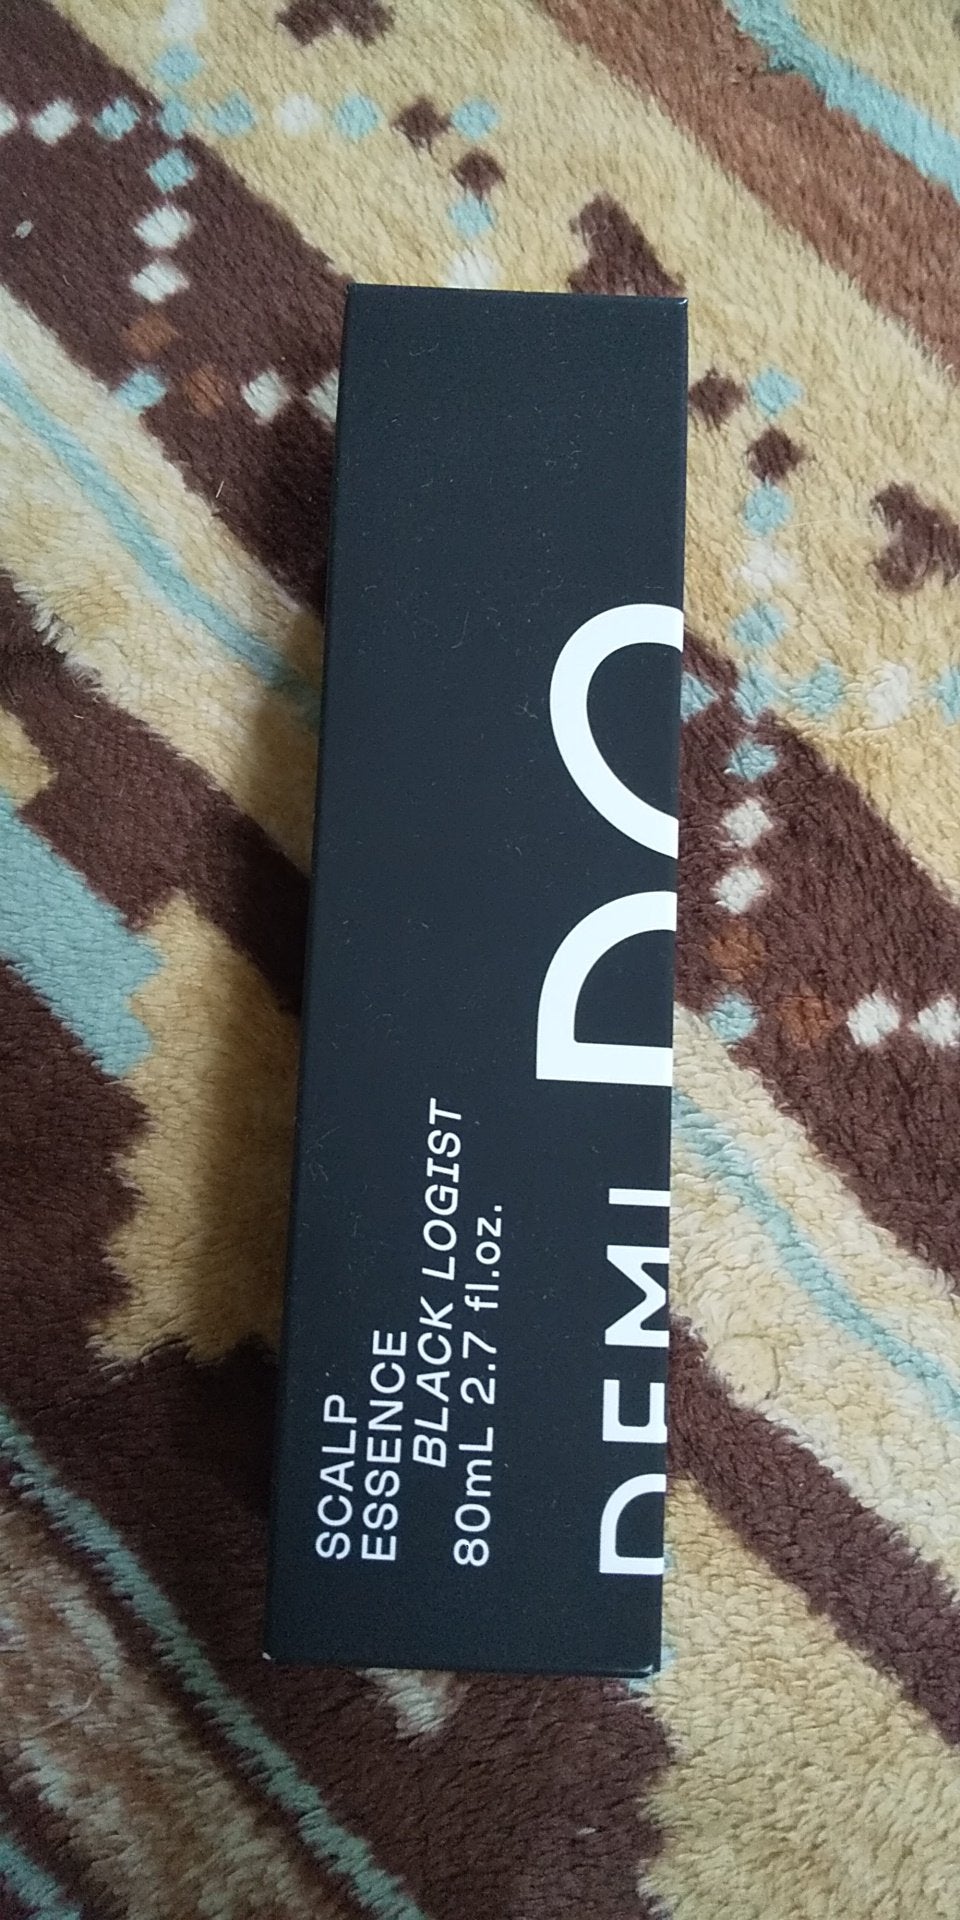 SCALP
ESSENCE
BLACK LOGIST
80mL 2.7 fl.oz.
DEMI DO